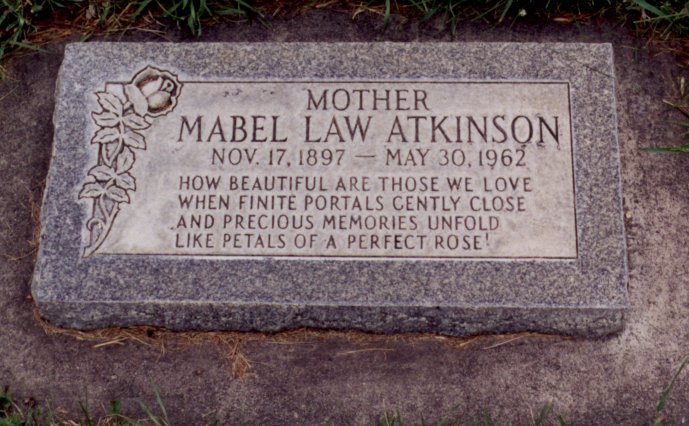 MOTHER
MABEL LAW ATKINSON
NOV. 17, 1897 — MAY 30, 1962
HOW BEAUTIFUL ARE THOSE WE LOVE
WHEN FINITE PORTALS GENTLY CLOSE
AND PRECIOUS MEMORIES UNFOLD
LIKE PETALS OF A PERFECT ROSE!